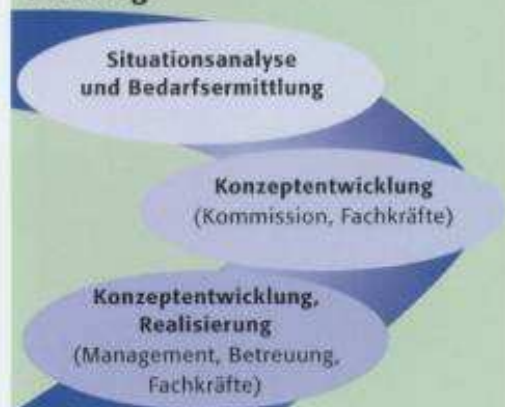 Situationsanalyse
und Bedarfsermittlung
Konzeptentwicklung
(Kommission, Fachkräfte)
Konzeptentwicklung,
Realisierung
(Management, Betreuung,
Fachkräfte)